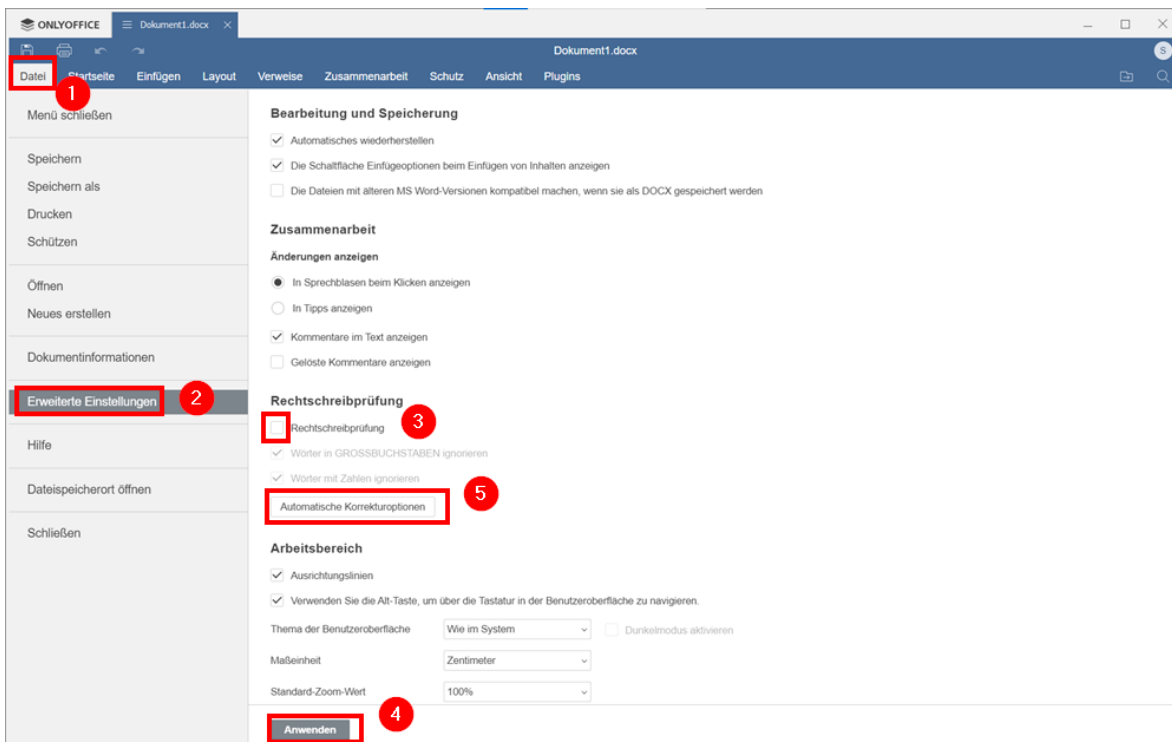 ONLYOFFICE
Dokument1.docx
Dokument1.docx
S
Datei Startseite Einfügen Layout Verweise Zusammenarbeit Schutz Ansicht Plugins
1
Menü schließen
Speichern
Speichern als
Drucken
Schützen
Öffnen
Neues erstellen
Dokumentinformationen
Erweiterte Einstellungen
2
Hilfe
Dateispeicherort öffnen
Schließen
Bearbeitung und Speicherung
Automatisches wiederherstellen
Die Schaltfläche Einfügeoptionen beim Einfügen von Inhalten anzeigen
Die Dateien mit älteren MS Word-Versionen kompatibel machen, wenn sie als DOCX gespeichert werden
Zusammenarbeit
Änderungen anzeigen
In Sprechblasen beim Klicken anzeigen
In Tipps anzeigen
Kommentare im Text anzeigen
Gelöste Kommentare anzeigen
Rechtschreibprüfung
Rechtschreibprüfung
3
Wörter in GROSSBUCHSTABEN ignorieren
Wörter mit Zahlen ignorieren
Automatische Korrekturoptionen
5
Arbeitsbereich
Ausrichtungslinien
Verwenden Sie die Alt-Taste, um über die Tastatur in der Benutzeroberfläche zu navigieren.
Thema der Benutzeroberfläche Wie im System Dunkelmodus aktivieren
Maßeinheit Zentimeter
Standard-Zoom-Wert 100%
Anwenden
4